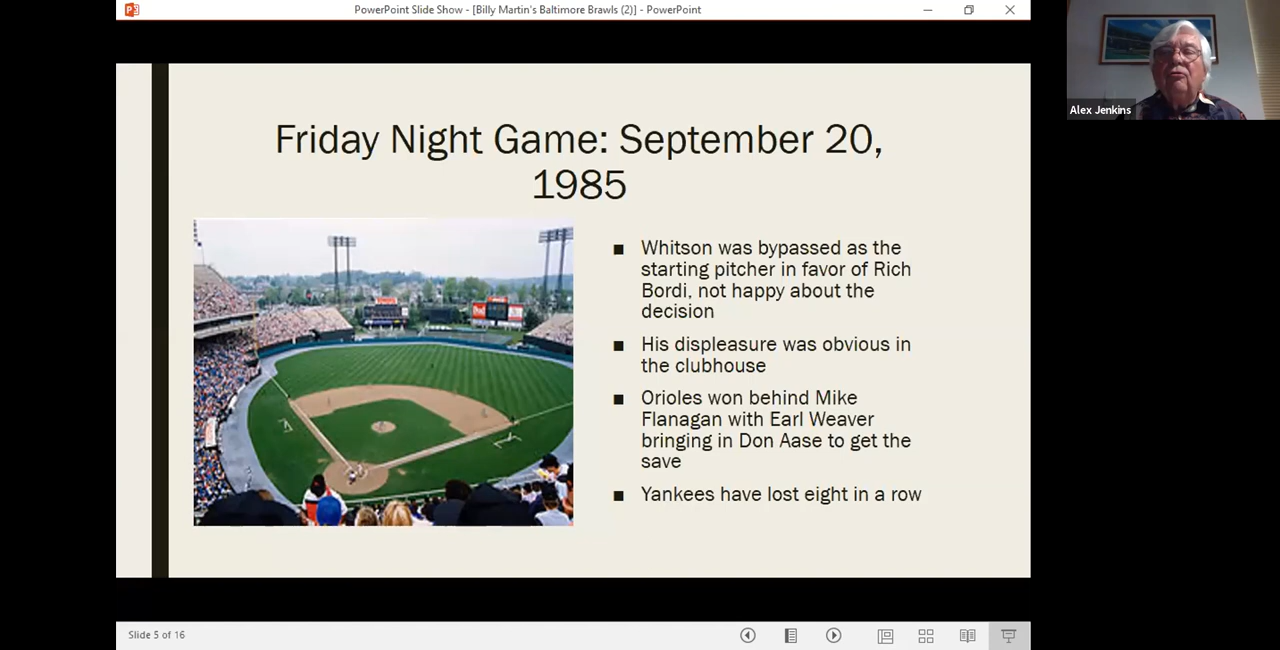 PowerPoint Slide Show - [Billy Martin's Baltimore Brawls (2)] - PowerPoint
Alex Jenkins
Friday Night Game: September 20,
1985
■ Whitson was bypassed as the
starting pitcher in favor of Rich
Bordi, not happy about the
decision
■ His displeasure was obvious in
the clubhouse
■ Orioles won behind Mike
Flanagan with Earl Weaver
bringing in Don Aase to get the
save
■ Yankees have lost eight in a row
Slide 5 of 16